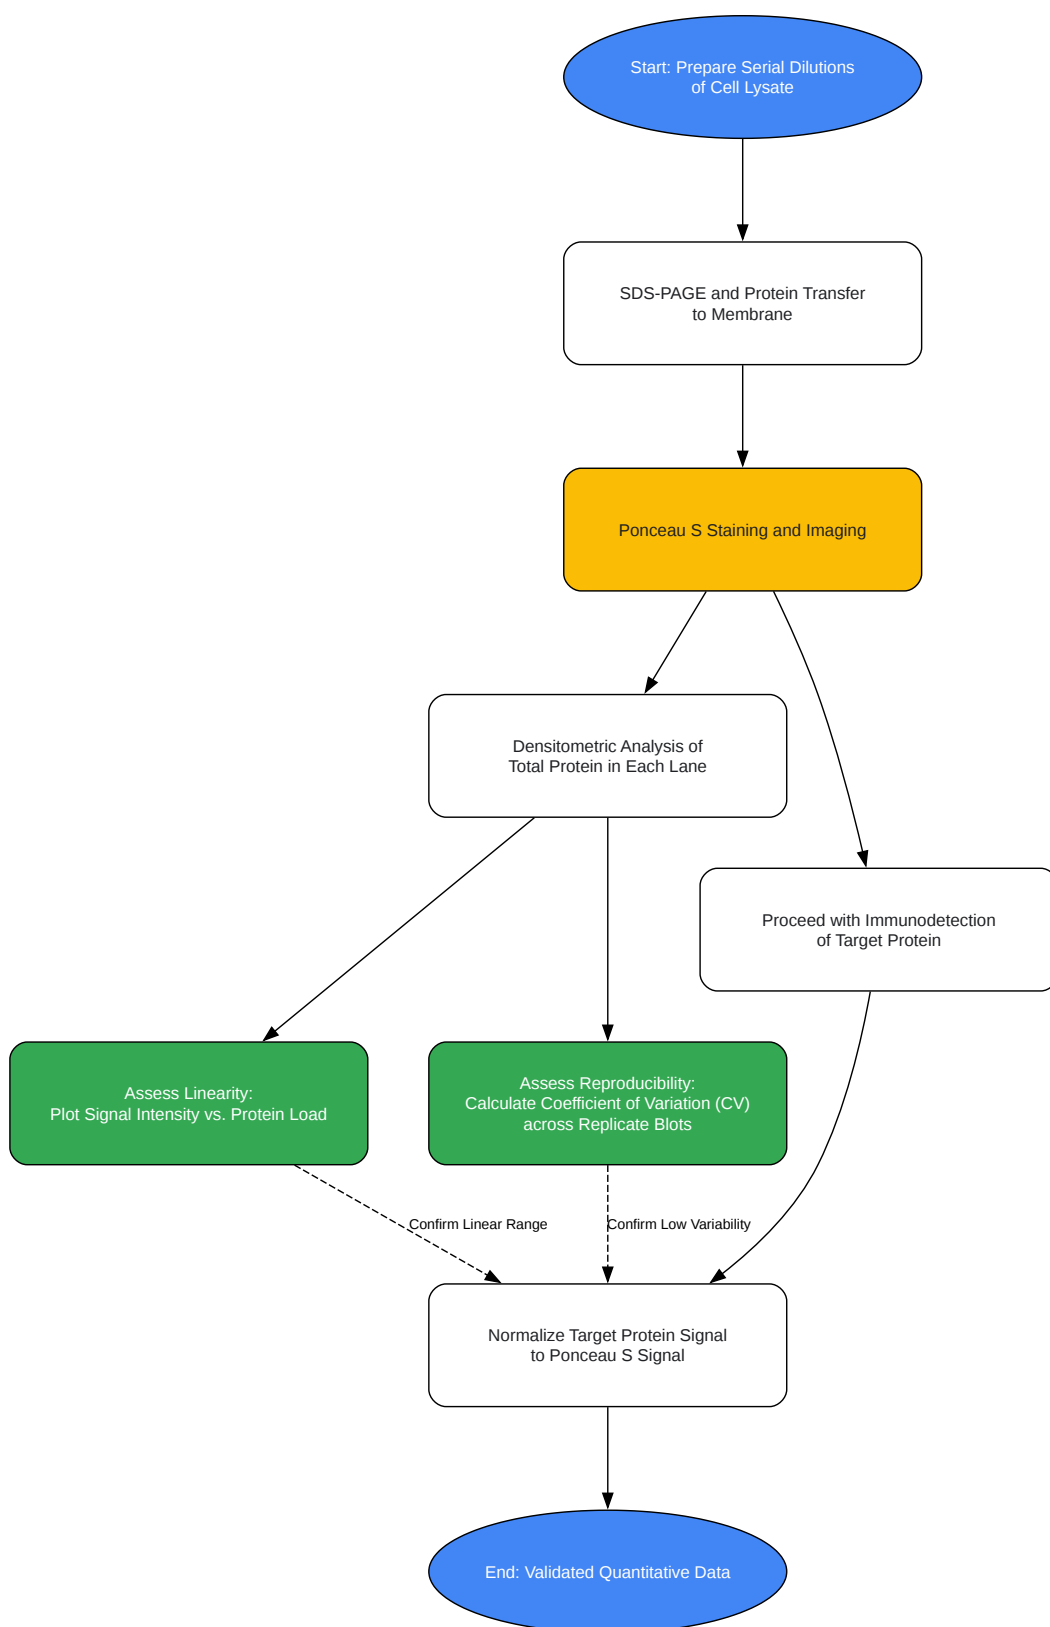 Start: Prepare Serial Dilutions
of Cell Lysate
SDS-PAGE and Protein Transfer
to Membrane
Ponceau S Staining and Imaging
Densitometric Analysis of
Total Protein in Each Lane
Proceed with Immunodetection
of Target Protein
Assess Linearity:
Plot Signal Intensity vs. Protein Load
Assess Reproducibility:
Calculate Coefficient of Variation (CV)
across Replicate Blots
Confirm Linear Range
Confirm Low Variability
Normalize Target Protein Signal
to Ponceau S Signal
End: Validated Quantitative Data